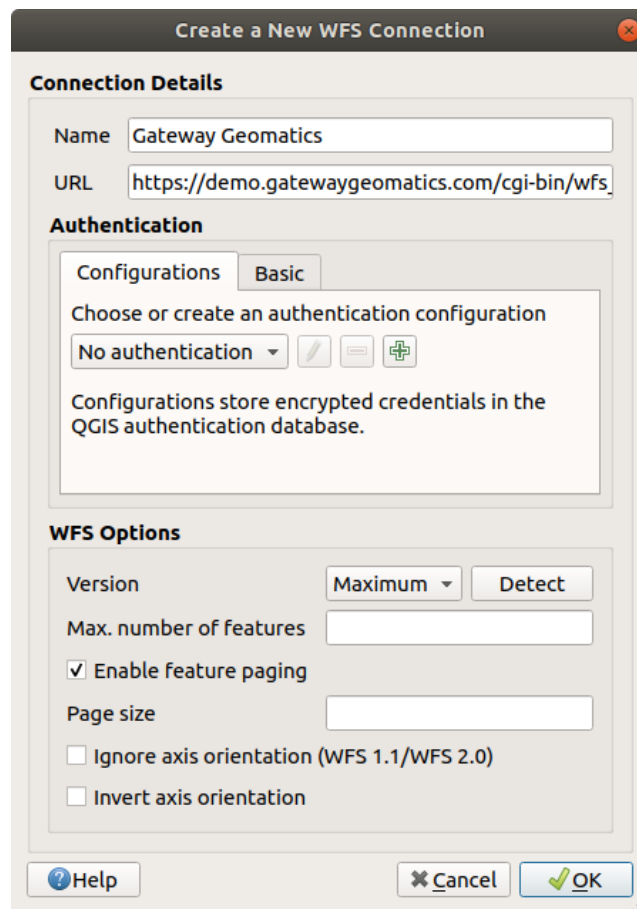 Create a New WFS Connection
Connection Details
Name Gateway Geomatics
URL https://demo.gatewaygeomatics.com/cgi-bin/wfs_
Authentication
Configurations Basic
Choose or create an authentication configuration
No authentication
Configurations store encrypted credentials in the
QGIS authentication database.
WFS Options
Version Maximum Detect
Max. number of features
Enable feature paging
Page size
Ignore axis orientation (WFS 1.1/WFS 2.0)
Invert axis orientation
Help Cancel OK